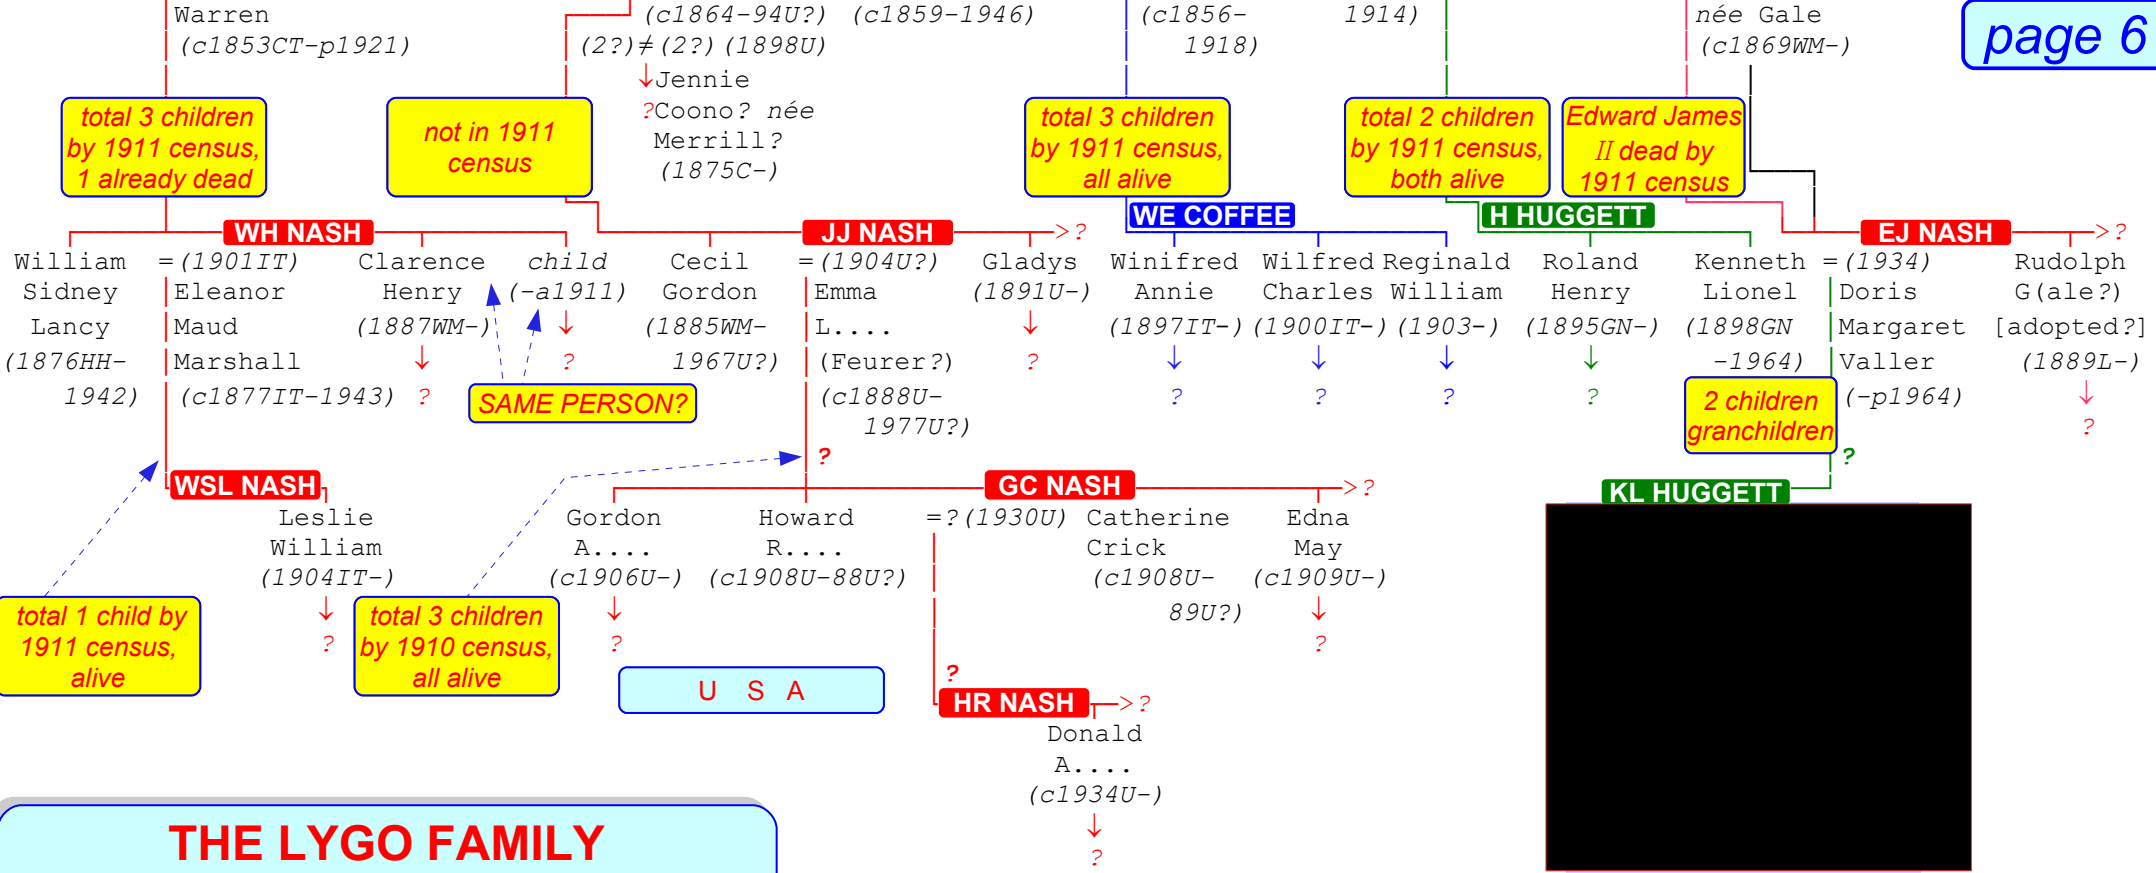 Warren
(c1853CT-p1921)
(c1864-94U?)
(2?)≠(2?)(1898U)
↓Jennie
?Coono? née
Merrill?
(1875C-)
(c1859-1946)
(c1856-
1918)
1914)
née Gale
(c1869WM-)
page 6
total 3 children
by 1911 census,
1 already dead
not in 1911
census
total 3 children
by 1911 census,
all alive
total 2 children
by 1911 census,
both alive
Edward James
II dead by
1911 census
WH NASH
JJ NASH
>?
WE COFFEE
H HUGGETT
EJ NASH
>?
William
Sidney
Lancy
(1876HH-
1942)
=(1901IT)
Eleanor
Maud
Marshall
(c1877IT-1943)
Clarence
Henry
(1887WM-)
↓
?
child
(-a1911)
↓
?
SAME PERSON?
Cecil
Gordon
(1885WM-
1967U?)
=(1904U?)
Emma
L....
(Feurer?)
(c1888U-
1977U?)
?
Gladys
(1891U-)
↓
?
Winifred
Annie
(1897IT-)
↓
?
Wilfred
Charles
(1900IT-)
↓
?
Reginald
William
(1903-)
↓
?
Roland
Henry
(1895GN-)
↓
?
Kenneth
Lionel
(1898GN
-1964)
=(1934)
Doris
Margaret
Valler
(-p1964)
2 children
granchildren
?
Rudolph
G(ale?)
[adopted?]
(1889L-)
↓
?
WSL NASH
GC NASH
>?
KL HUGGETT
Leslie
William
(1904IT-)
↓
?
Gordon
A....
(c1906U-)
↓
?
Howard
R....
(c1908U-88U?)
=?(1930U)
Catherine
Crick
(c1908U-
89U?)
Edna
May
(c1909U-)
↓
?
total 1 child by
1911 census,
alive
total 3 children
by 1910 census,
all alive
U S A
?
HR NASH
>?
Donald
A....
(c1934U-)
↓
?
THE LYGO FAMILY